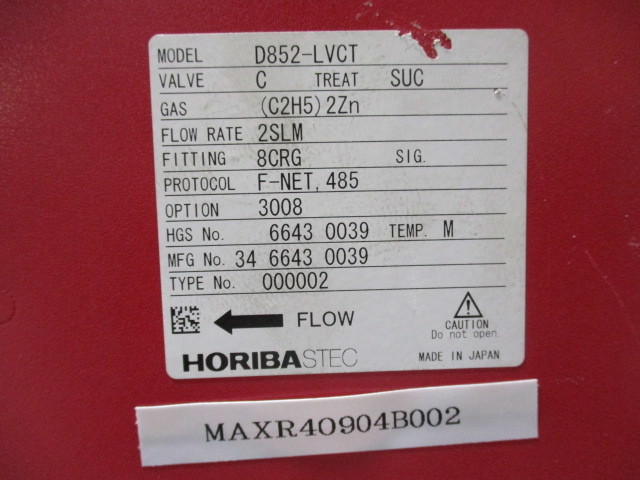 MODEL D852-LVCT
VALVE C TREAT SUC
GAS (C2H5)2Zn
FLOW RATE 2SLM
FITTING 8CRG SIG.
PROTOCOL F-NET, 485
OPTION 3008
HGS No. 6643 0039 TEMP. M
MFG No. 34 6643 0039
TYPE No. 000002
FLOW
CAUTION
Do not open.
HORIBASTEC MADE IN JAPAN
MAXR40904B002